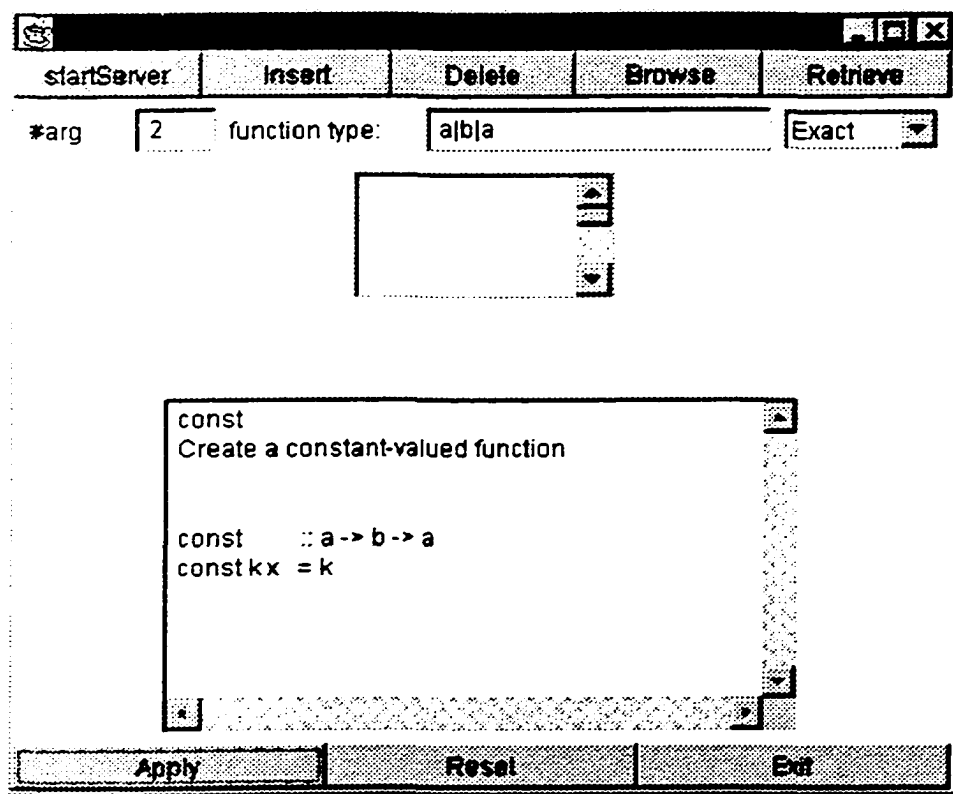 startServer Insert Delete Browse Retrieve
#arg 2 function type: a|b|a Exact
const
Create a constant-valued function
const :: a -> b -> a
const k x = k
Apply Reset Exit